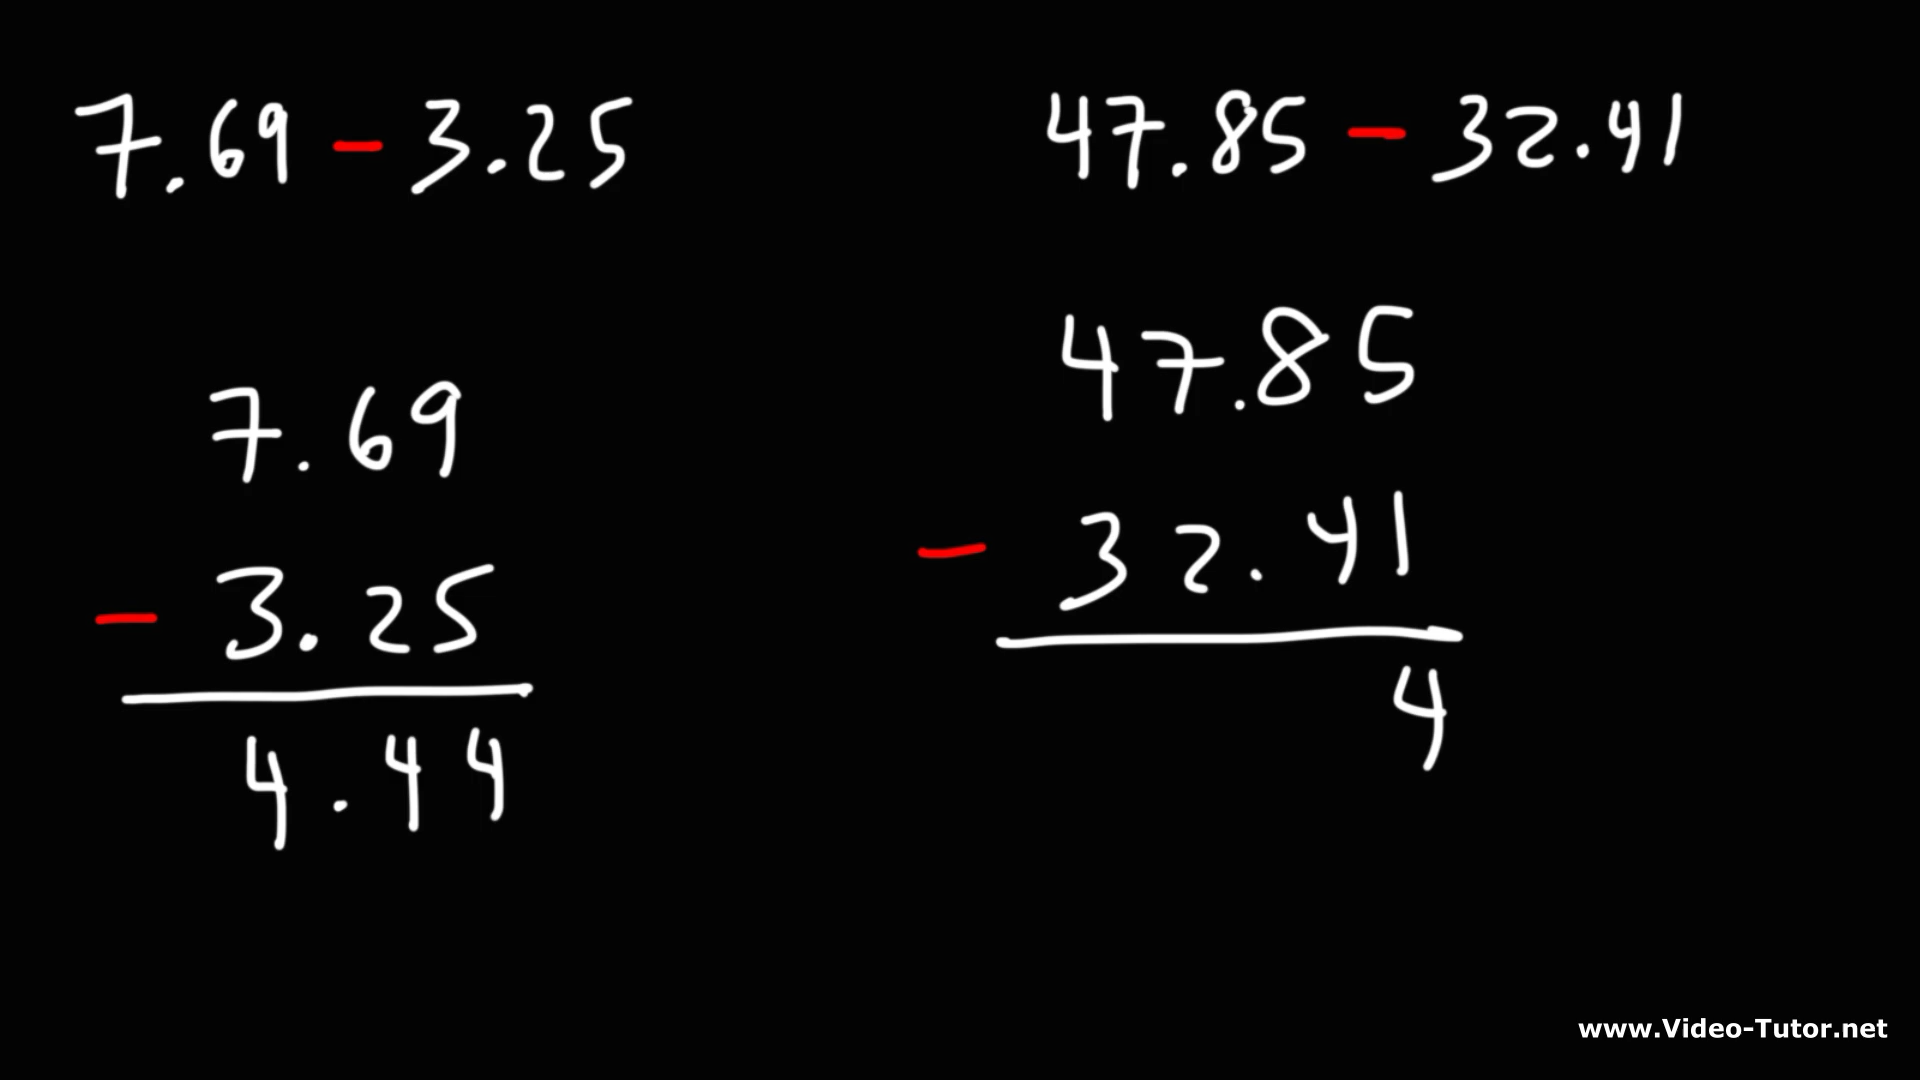 7.69 - 3.25
7.69
- 3.25
4.44
47.85 - 32.41
47.85
- 32.41
4
www.Video-Tutor.net